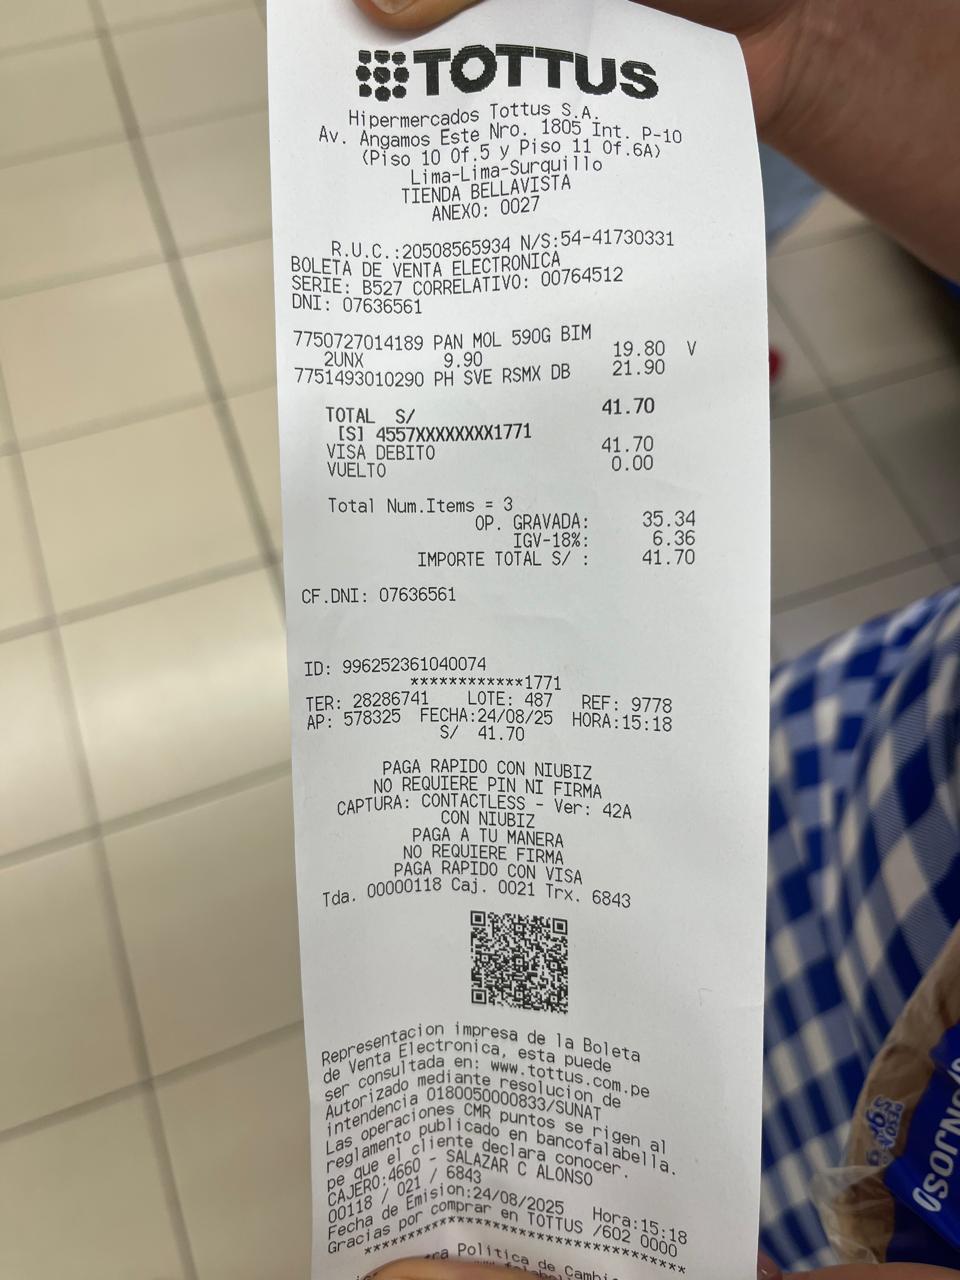 TOTTUS
Hipermercados Tottus S.A.
Av. Angamos Este Nro. 1805 Int. P-10
(Piso 10 Of.5 y Piso 11 Of.6A)
Lima-Lima-Surquillo
TIENDA BELLAVISTA
ANEXO: 0027
R.U.C.:20508565934 N/S:54-41730331
BOLETA DE VENTA ELECTRONICA
SERIE: B527 CORRELATIVO: 00764512
DNI: 07636561
7750727014189 PAN MOL 590G BIM
2UNX 9.90 19.80 V
7751493010290 PH SVE RSMX DB 21.90
TOTAL S/ 41.70
[S] 4557XXXXXXXX1771
VISA DEBITO 41.70
VUELTO 0.00
Total Num.Items = 3
OP. GRAVADA: 35.34
IGV-18%: 6.36
IMPORTE TOTAL S/ : 41.70
CF.DNI: 07636561
ID: 996252361040074
************1771
TER: 28286741 LOTE: 487 REF: 9778
AP: 578325 FECHA:24/08/25 HORA:15:18
S/ 41.70
PAGA RAPIDO CON NIUBIZ
NO REQUIERE PIN NI FIRMA
CAPTURA: CONTACTLESS - Ver: 42A
CON NIUBIZ
PAGA A TU MANERA
NO REQUIERE FIRMA
PAGA RAPIDO CON VISA
Tda. 00000118 Caj. 0021 Trx. 6843
Representacion impresa de la Boleta
de Venta Electronica, esta puede
ser consultada en: www.tottus.com.pe
Autorizado mediante resolucion de
intendencia 0180050000833/SUNAT
Las operaciones CMR puntos se rigen al
reglamento publicado en bancofalabella.
pe que el cliente declara conocer.
CAJERO:4660 - SALAZAR C ALONSO
00118 / 021 / 6843
Fecha de Emision:24/08/2025 Hora:15:18
Gracias por comprar en TOTTUS /602 0000
**********************************
Politica de